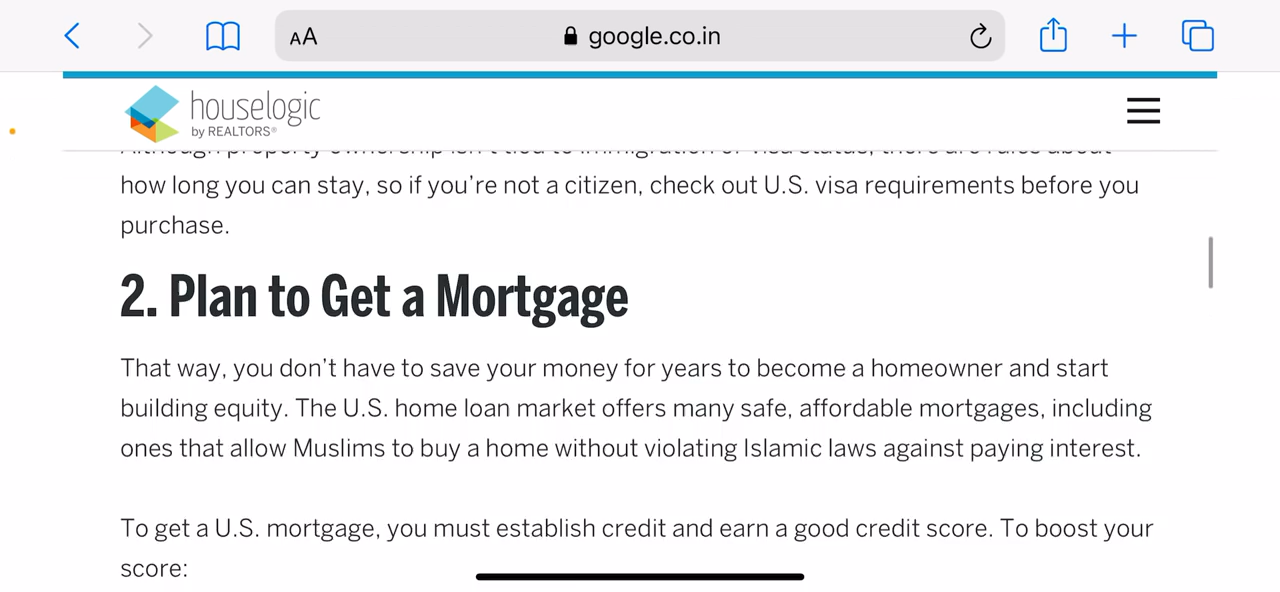 AA
google.co.in
houselogic
by REALTORS®
how long you can stay, so if you’re not a citizen, check out U.S. visa requirements before you
purchase.
2. Plan to Get a Mortgage
That way, you don’t have to save your money for years to become a homeowner and start
building equity. The U.S. home loan market offers many safe, affordable mortgages, including
ones that allow Muslims to buy a home without violating Islamic laws against paying interest.
To get a U.S. mortgage, you must establish credit and earn a good credit score. To boost your
score: